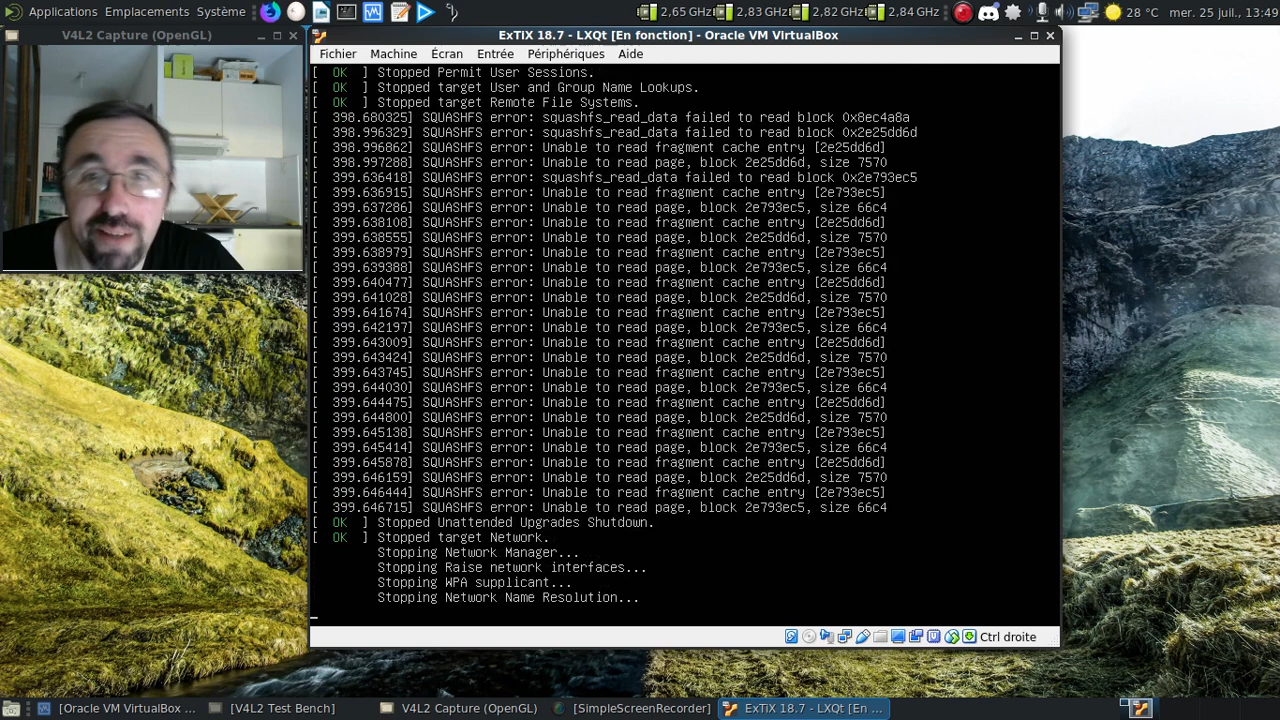 Applications Emplacements Système 2,65 GHz 2,83 GHz 2,82 GHz 2,84 GHz 28 °C mer. 25 juil., 13:49
V4L2 Capture (OpenGL)
ExTiX 18.7 - LXQt [En fonction] - Oracle VM VirtualBox
Fichier Machine Écran Entrée Périphériques Aide
[ OK ] Stopped Permit User Sessions.
[ OK ] Stopped target User and Group Name Lookups.
[ OK ] Stopped target Remote File Systems.
[ 398.680325] SQUASHFS error: squashfs_read_data failed to read block 0x8ec4a8a
[ 398.996329] SQUASHFS error: squashfs_read_data failed to read block 0x2e25dd6d
[ 398.996862] SQUASHFS error: Unable to read fragment cache entry [2e25dd6d]
[ 398.997288] SQUASHFS error: Unable to read page, block 2e25dd6d, size 7570
[ 399.636418] SQUASHFS error: squashfs_read_data failed to read block 0x2e793ec5
[ 399.636915] SQUASHFS error: Unable to read fragment cache entry [2e793ec5]
[ 399.637286] SQUASHFS error: Unable to read page, block 2e793ec5, size 66c4
[ 399.638108] SQUASHFS error: Unable to read fragment cache entry [2e25dd6d]
[ 399.638555] SQUASHFS error: Unable to read page, block 2e25dd6d, size 7570
[ 399.638979] SQUASHFS error: Unable to read fragment cache entry [2e793ec5]
[ 399.639388] SQUASHFS error: Unable to read page, block 2e793ec5, size 66c4
[ 399.640477] SQUASHFS error: Unable to read fragment cache entry [2e25dd6d]
[ 399.641028] SQUASHFS error: Unable to read page, block 2e25dd6d, size 7570
[ 399.641674] SQUASHFS error: Unable to read fragment cache entry [2e793ec5]
[ 399.642197] SQUASHFS error: Unable to read page, block 2e793ec5, size 66c4
[ 399.643009] SQUASHFS error: Unable to read fragment cache entry [2e25dd6d]
[ 399.643424] SQUASHFS error: Unable to read page, block 2e25dd6d, size 7570
[ 399.643745] SQUASHFS error: Unable to read fragment cache entry [2e793ec5]
[ 399.644030] SQUASHFS error: Unable to read page, block 2e793ec5, size 66c4
[ 399.644475] SQUASHFS error: Unable to read fragment cache entry [2e25dd6d]
[ 399.644800] SQUASHFS error: Unable to read page, block 2e25dd6d, size 7570
[ 399.645138] SQUASHFS error: Unable to read fragment cache entry [2e793ec5]
[ 399.645414] SQUASHFS error: Unable to read page, block 2e793ec5, size 66c4
[ 399.645878] SQUASHFS error: Unable to read fragment cache entry [2e25dd6d]
[ 399.646159] SQUASHFS error: Unable to read page, block 2e25dd6d, size 7570
[ 399.646444] SQUASHFS error: Unable to read fragment cache entry [2e793ec5]
[ 399.646715] SQUASHFS error: Unable to read page, block 2e793ec5, size 66c4
[ OK ] Stopped Unattended Upgrades Shutdown.
[ OK ] Stopped target Network.
Stopping Network Manager...
Stopping Raise network interfaces...
Stopping WPA supplicant...
Stopping Network Name Resolution...
Ctrl droite
[Oracle VM VirtualBox ... [V4L2 Test Bench] V4L2 Capture (OpenGL) [SimpleScreenRecorder] ExTiX 18.7 - LXQt [En ...